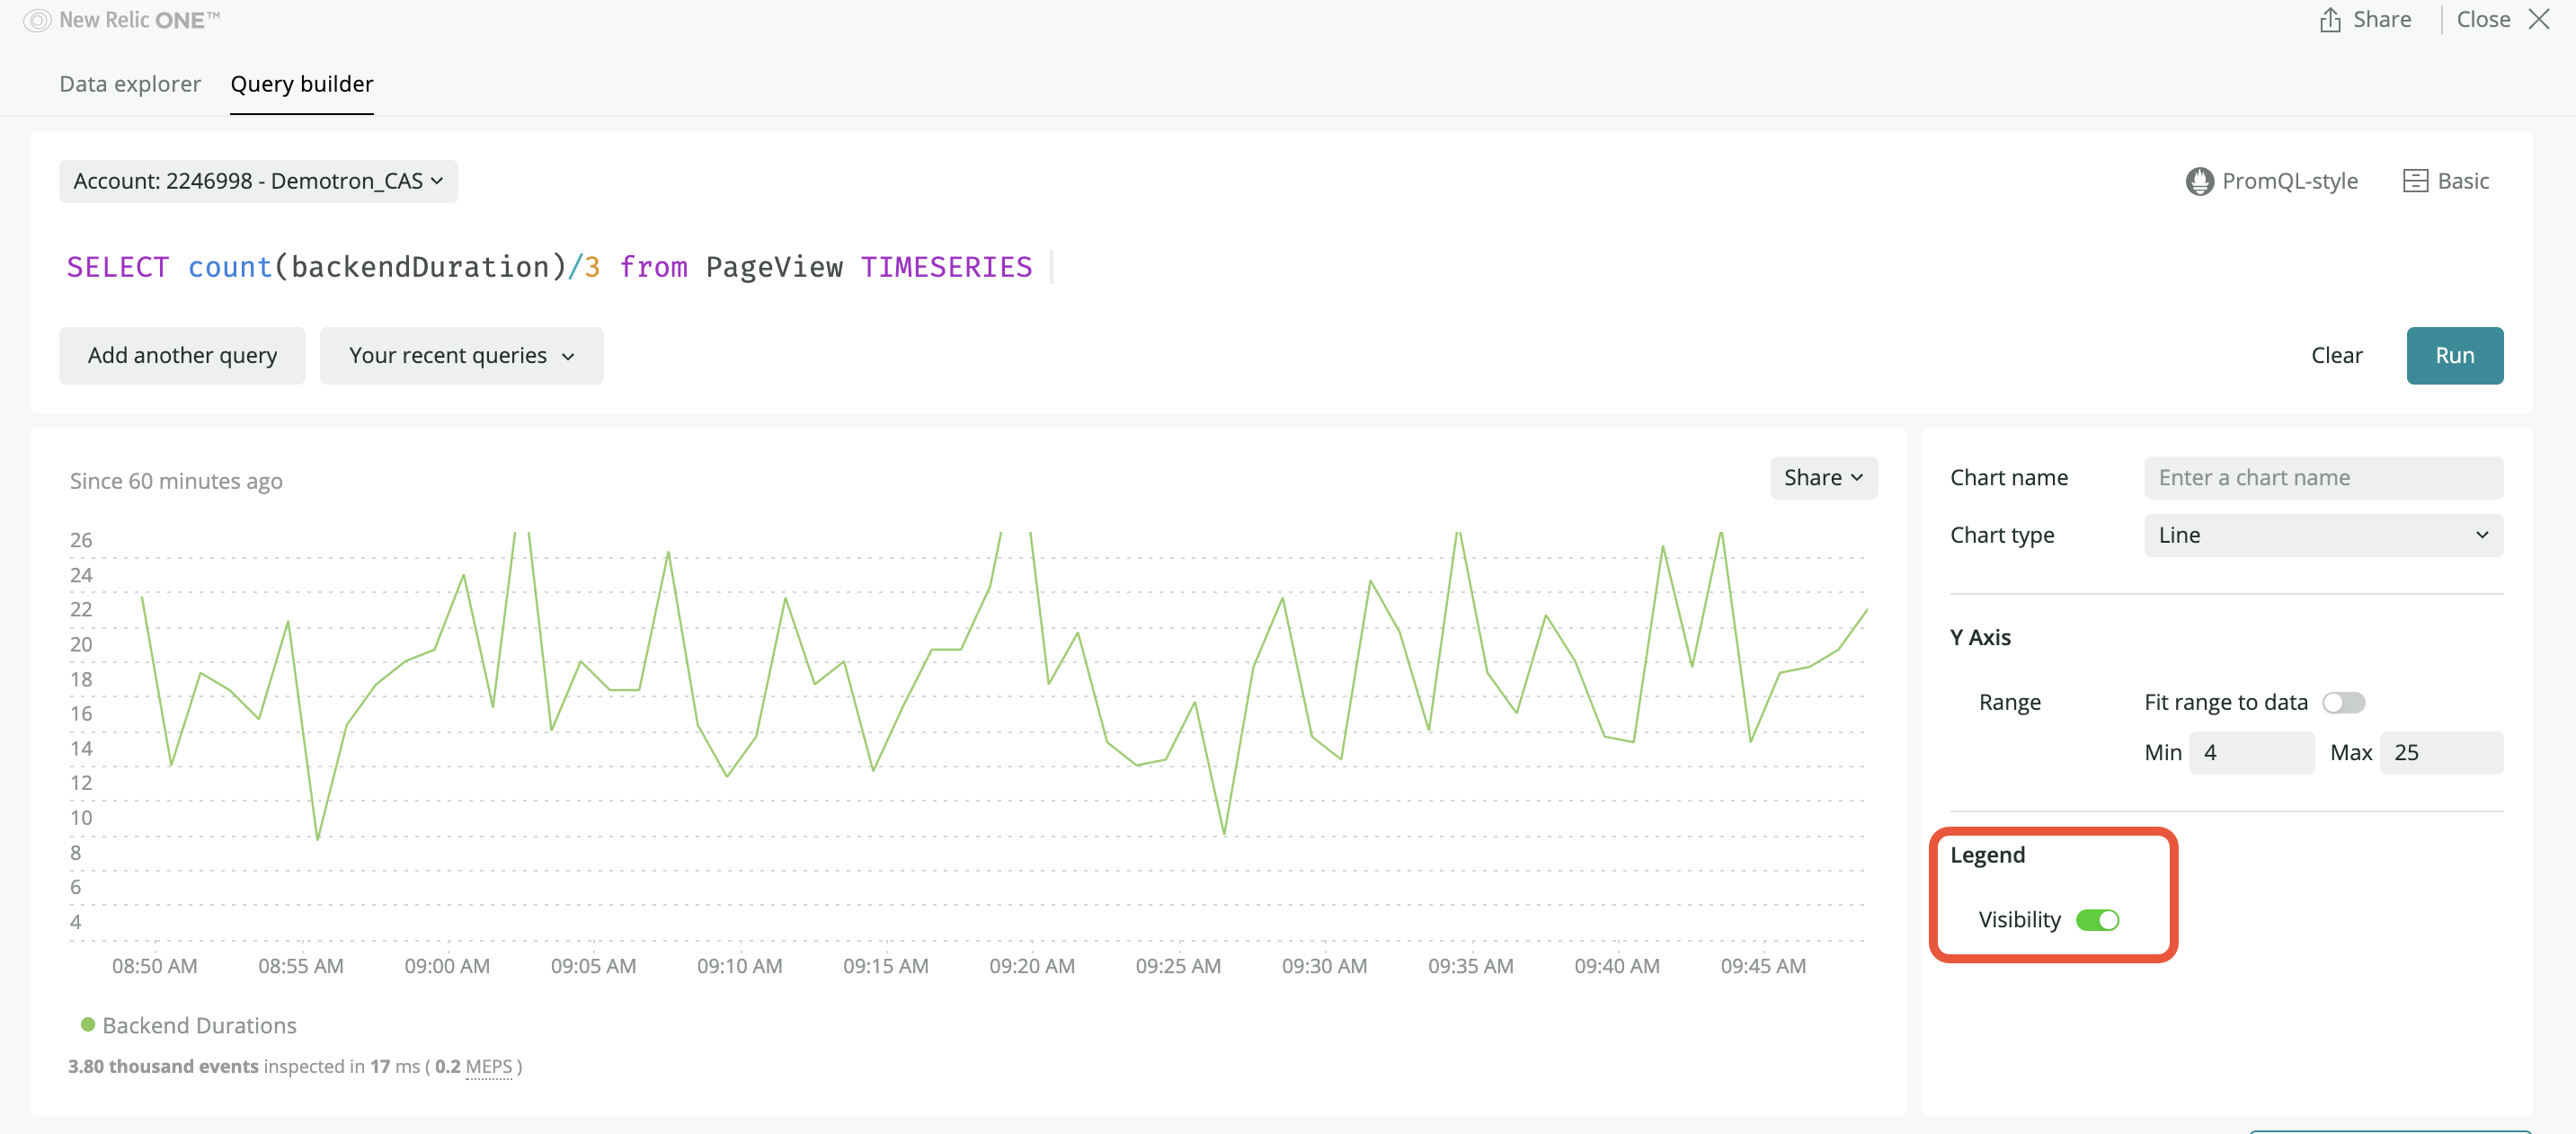 New Relic ONE™
Share
Close
Data explorer
Query builder
Account: 2246998 - Demotron_CAS
PromQL-style
Basic
SELECT count(backendDuration)/3 from PageView TIMESERIES
Add another query
Your recent queries
Clear
Run
Since 60 minutes ago
Share
26
24
22
20
18
16
14
12
10
8
6
4
08:50 AM
08:55 AM
09:00 AM
09:05 AM
09:10 AM
09:15 AM
09:20 AM
09:25 AM
09:30 AM
09:35 AM
09:40 AM
09:45 AM
Backend Durations
3.80 thousand events inspected in 17 ms ( 0.2 MEPS )
Chart name
Enter a chart name
Chart type
Line
Y Axis
Range
Fit range to data
Min 4 Max 25
Legend
Visibility